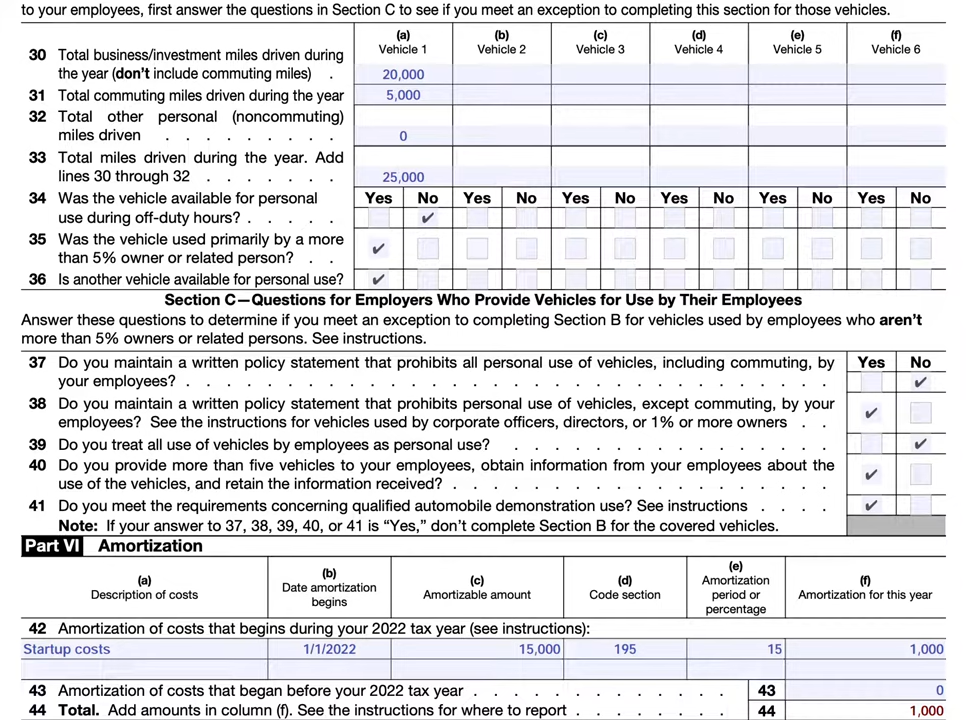 to your employees, first answer the questions in Section C to see if you meet an exception to completing this section for those vehicles.
(a) (b) (c) (d) (e) (f)
Vehicle 1 Vehicle 2 Vehicle 3 Vehicle 4 Vehicle 5 Vehicle 6
30 Total business/investment miles driven during
the year (don't include commuting miles) . 20,000
31 Total commuting miles driven during the year 5,000
32 Total other personal (noncommuting)
miles driven . . . . . . . . . 0
33 Total miles driven during the year. Add
lines 30 through 32 . . . . . . . 25,000
34 Was the vehicle available for personal Yes No Yes No Yes No Yes No Yes No Yes No
use during off-duty hours? . . . . . ✔
35 Was the vehicle used primarily by a more
than 5% owner or related person? . . ✔
36 Is another vehicle available for personal use? ✔
Section C—Questions for Employers Who Provide Vehicles for Use by Their Employees
Answer these questions to determine if you meet an exception to completing Section B for vehicles used by employees who aren't
more than 5% owners or related persons. See instructions.
37 Do you maintain a written policy statement that prohibits all personal use of vehicles, including commuting, by Yes No
your employees? . . . . . . . . . . . . . . . . . . . . . . . . . . . . . . . . . . . . . . ✔
38 Do you maintain a written policy statement that prohibits personal use of vehicles, except commuting, by your
employees? See the instructions for vehicles used by corporate officers, directors, or 1% or more owners . . ✔
39 Do you treat all use of vehicles by employees as personal use? . . . . . . . . . . . . . . . . . . ✔
40 Do you provide more than five vehicles to your employees, obtain information from your employees about the
use of the vehicles, and retain the information received? . . . . . . . . . . . . . . . . . . . . . . ✔
41 Do you meet the requirements concerning qualified automobile demonstration use? See instructions . . . . ✔
Note: If your answer to 37, 38, 39, 40, or 41 is "Yes," don't complete Section B for the covered vehicles.
Part VI Amortization
(a) (b) (c) (d) (e) (f)
Description of costs Date amortization begins Amortizable amount Code section Amortization period or percentage Amortization for this year
42 Amortization of costs that begins during your 2022 tax year (see instructions):
Startup costs 1/1/2022 15,000 195 15 1,000
43 Amortization of costs that began before your 2022 tax year . . . . . . . . . . . . . 43 0
44 Total. Add amounts in column (f). See the instructions for where to report . . . . . . . . 44 1,000